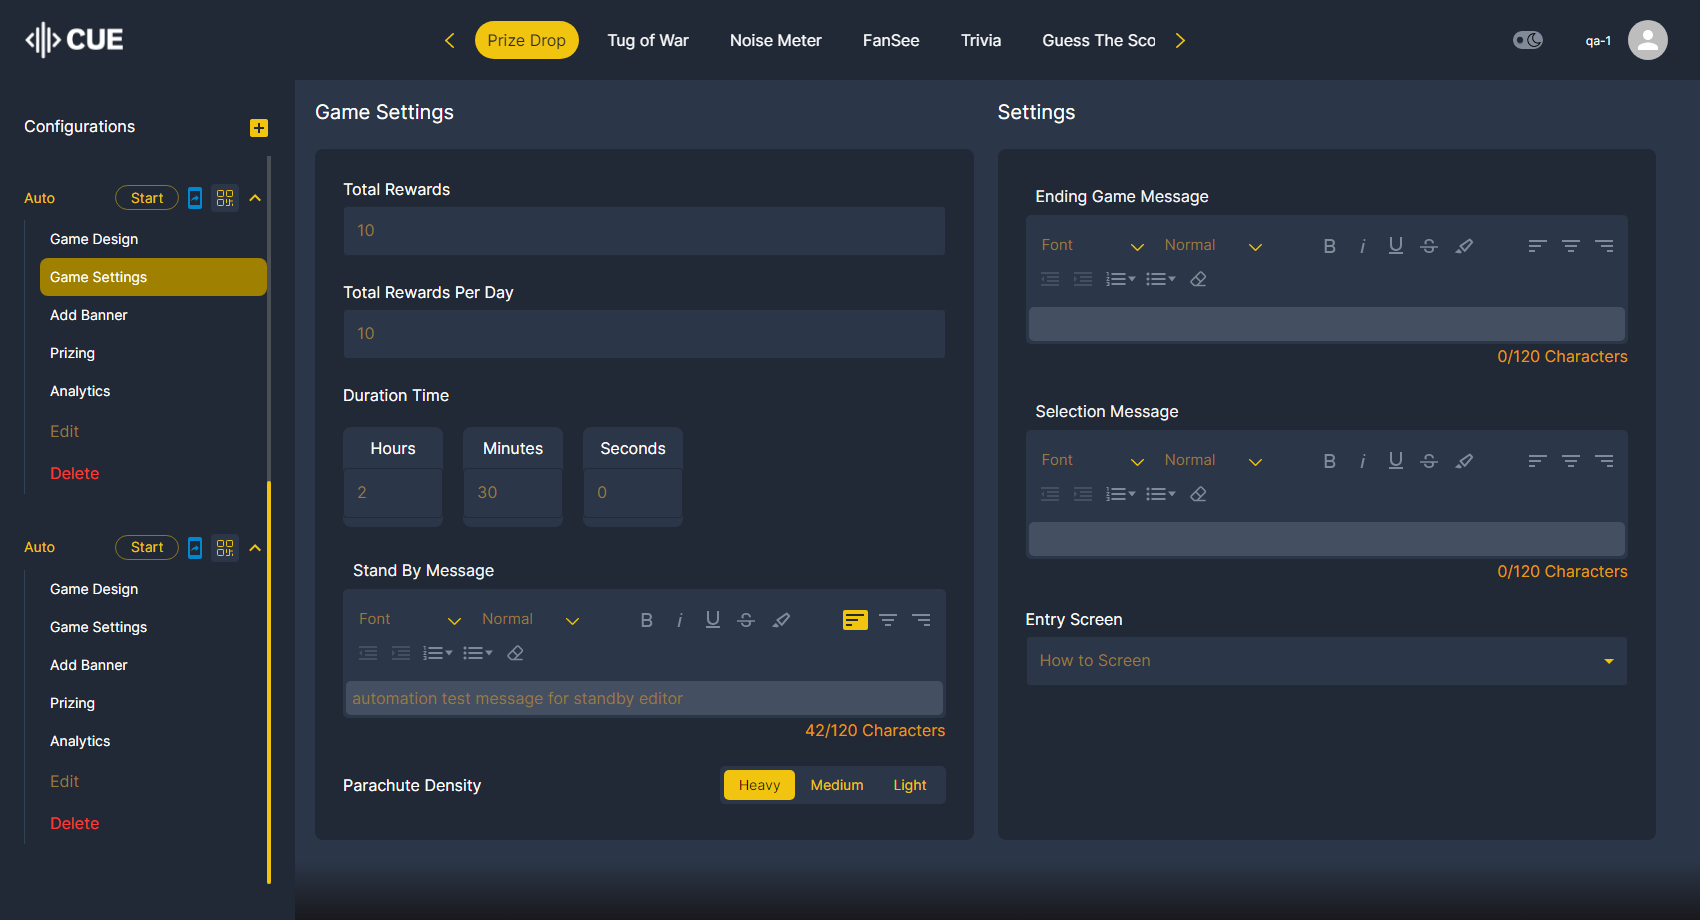 CUE
Prize Drop
Tug of War
Noise Meter
FanSee
Trivia
Guess The Sco
qa-1
Configurations
Auto
Start
Game Design
Game Settings
Add Banner
Prizing
Analytics
Edit
Delete
Auto
Start
Game Design
Game Settings
Add Banner
Prizing
Analytics
Edit
Delete
Game Settings
Total Rewards
10
Total Rewards Per Day
10
Duration Time
Hours
Minutes
Seconds
2
30
0
Stand By Message
Font
Normal
B
i
U
S
automation test message for standby editor
42/120 Characters
Parachute Density
Heavy
Medium
Light
Settings
Ending Game Message
Font
Normal
B
i
U
S
0/120 Characters
Selection Message
Font
Normal
B
i
U
S
0/120 Characters
Entry Screen
How to Screen